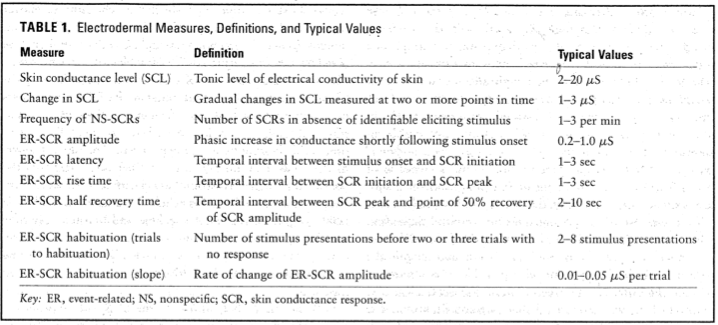 TABLE 1. Electrodermal Measures, Definitions, and Typical Values
Measure Definition Typical Values
Skin conductance level (SCL) Tonic level of electrical conductivity of skin 2–20 μS
Change in SCL Gradual changes in SCL measured at two or more points in time 1–3 μS
Frequency of NS-SCRs Number of SCRs in absence of identifiable eliciting stimulus 1–3 per min
ER-SCR amplitude Phasic increase in conductance shortly following stimulus onset 0.2–1.0 μS
ER-SCR latency Temporal interval between stimulus onset and SCR initiation 1–3 sec
ER-SCR rise time Temporal interval between SCR initiation and SCR peak 1–3 sec
ER-SCR half recovery time Temporal interval between SCR peak and point of 50% recovery 2–10 sec
of SCR amplitude
ER-SCR habituation (trials Number of stimulus presentations before two or three trials with 2–8 stimulus presentations
to habituation) no response
ER-SCR habituation (slope) Rate of change of ER-SCR amplitude 0.01–0.05 μS per trial
Key: ER, event-related; NS, nonspecific; SCR, skin conductance response.